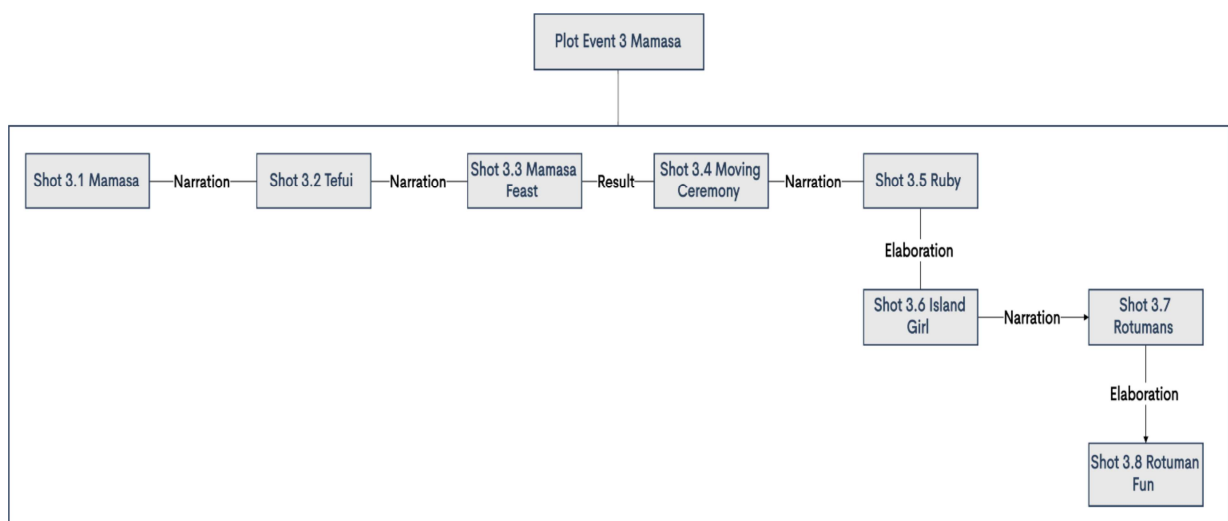 Plot Event 3 Mamasa
Shot 3.1 Mamasa
Narration
Shot 3.2 Tefui
Narration
Shot 3.3 Mamasa
Feast
Result
Shot 3.4 Moving
Ceremony
Narration
Shot 3.5 Ruby
Elaboration
Shot 3.6 Island
Girl
Narration
Shot 3.7
Rotumans
Elaboration
Shot 3.8 Rotuman
Fun